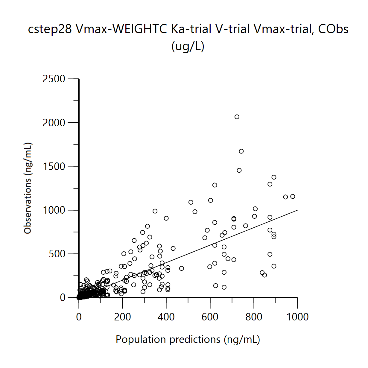 cstep28 Vmax-WEIGHTC Ka-trial V-trial Vmax-trial, CObs
(ug/L)
2500
2000
1500
1000
500
0
Observations (ng/mL)
0 200 400 600 800 1000
Population predictions (ng/mL)